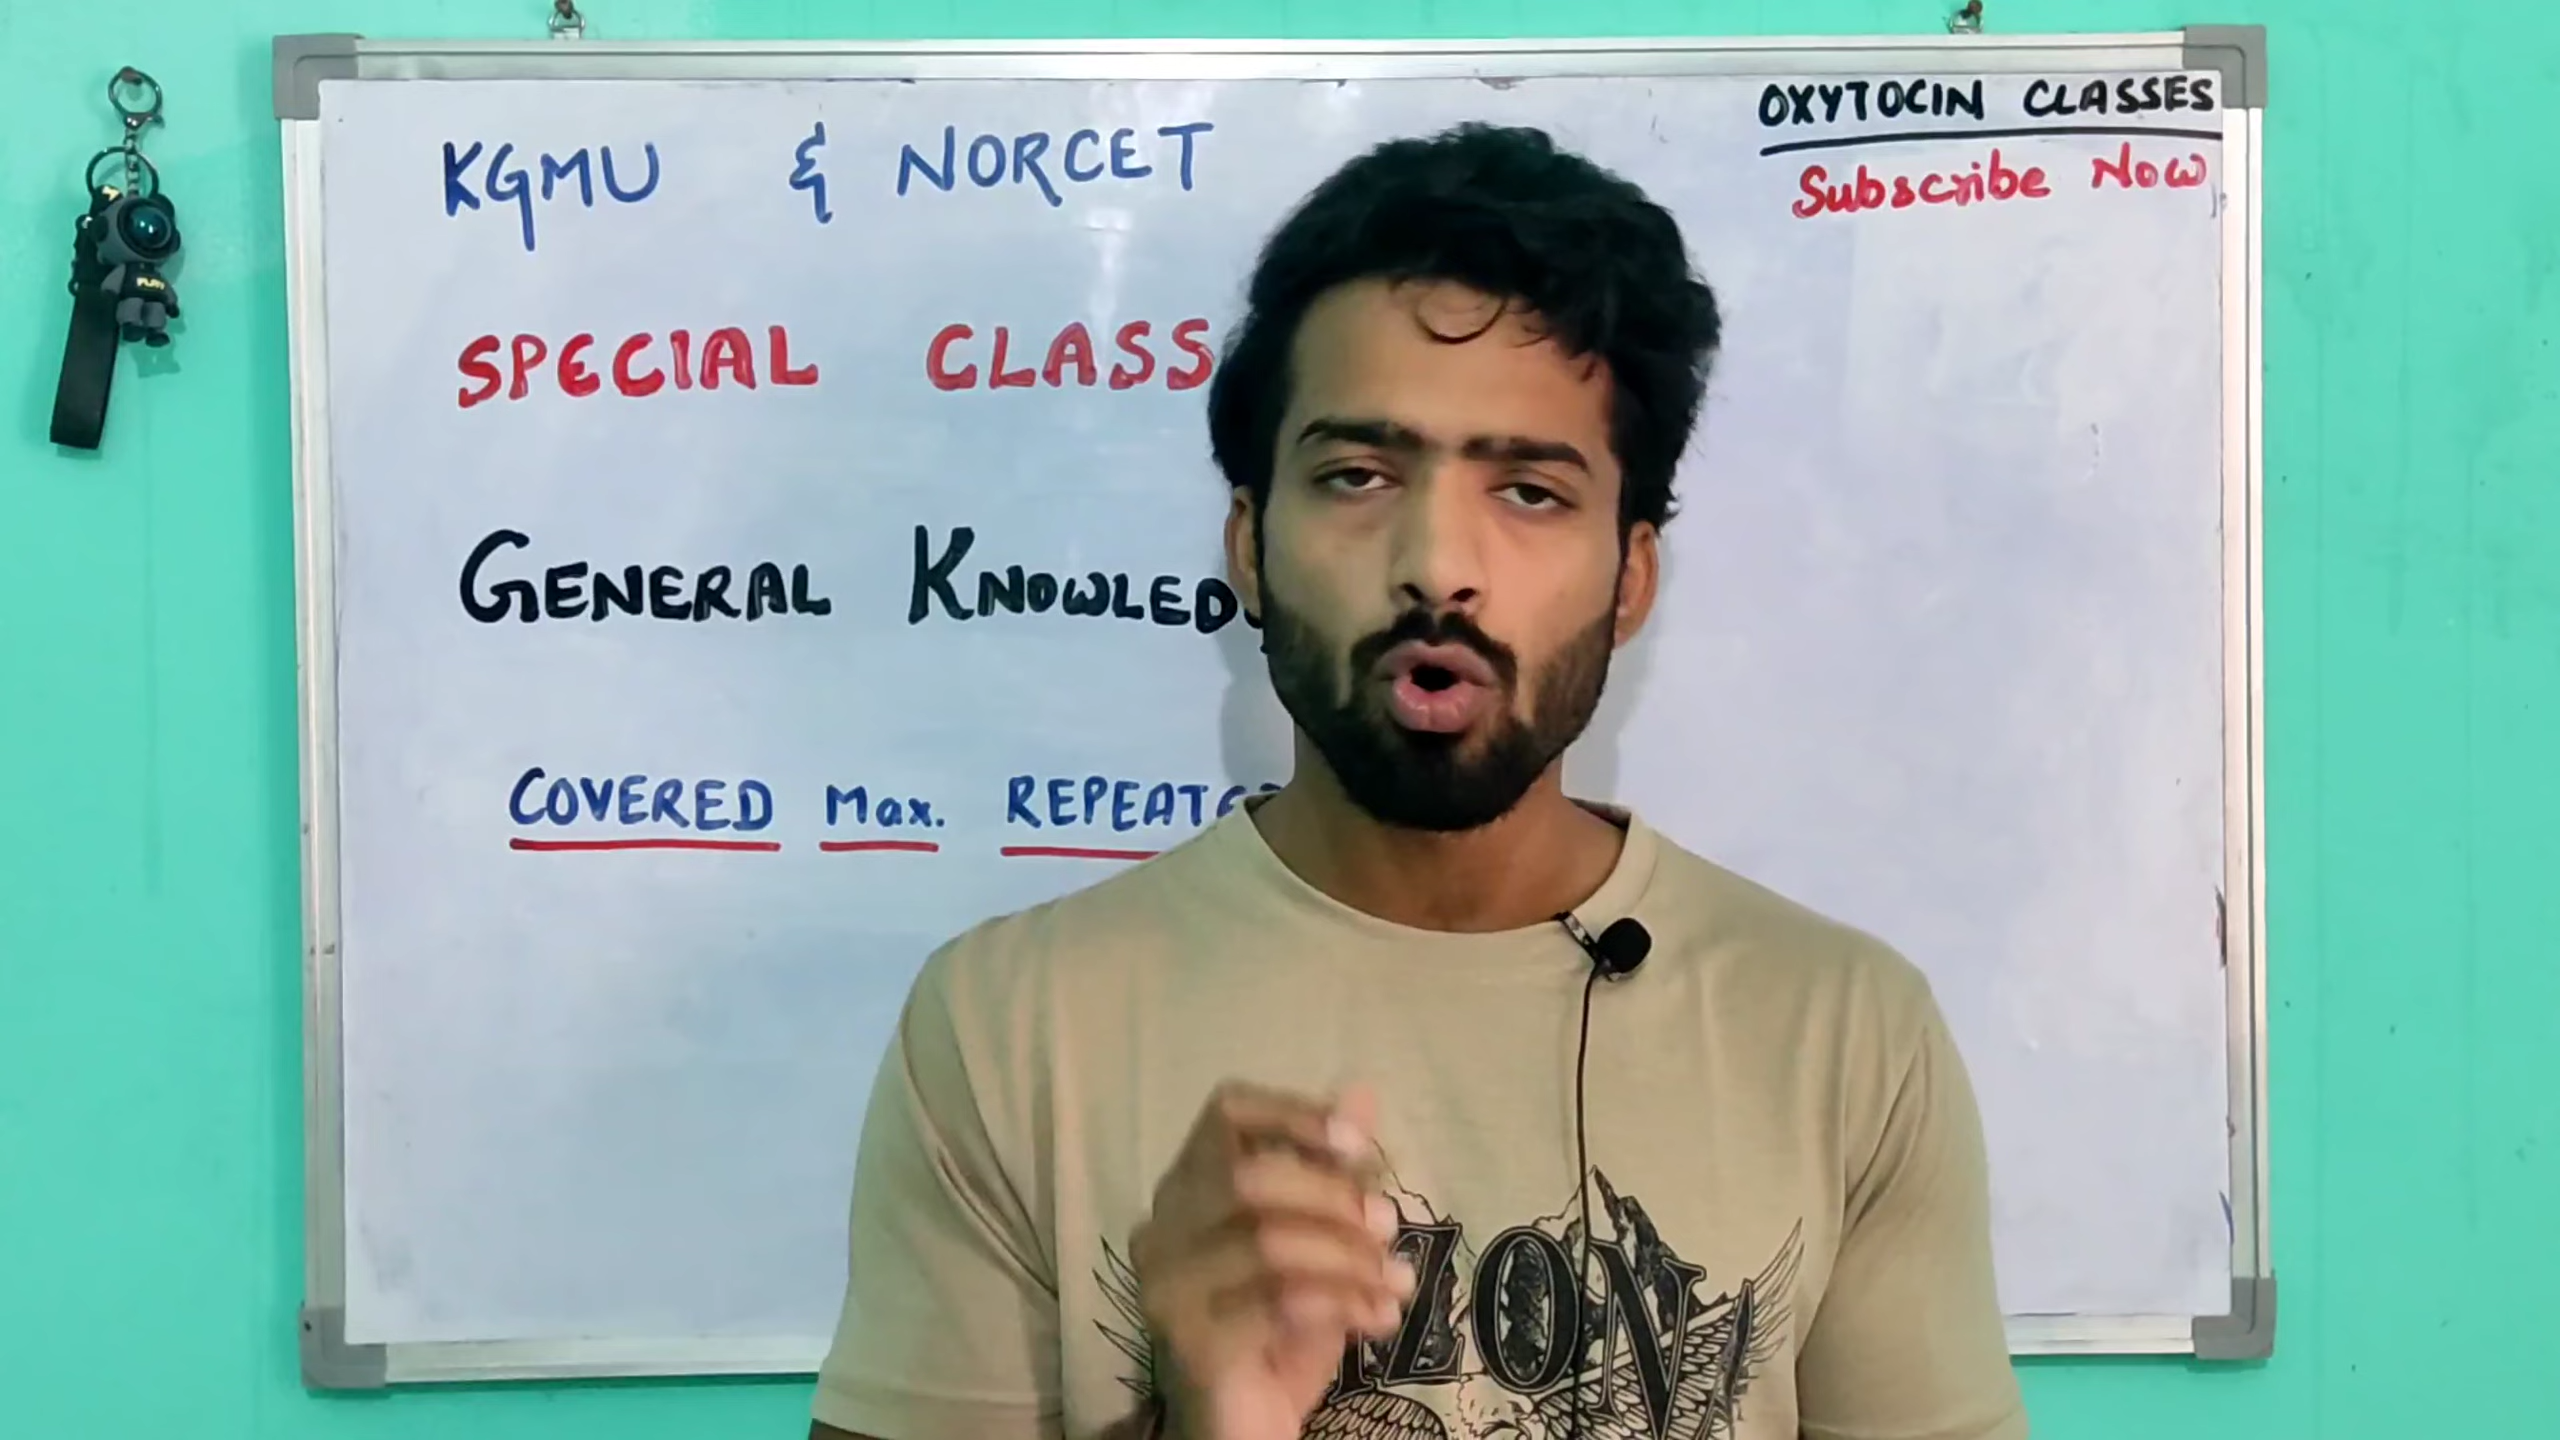 OXYTOCIN CLASSES
Subscribe Now
KGMU & NORCET
SPECIAL CLASS
GENERAL
COVERED Max.